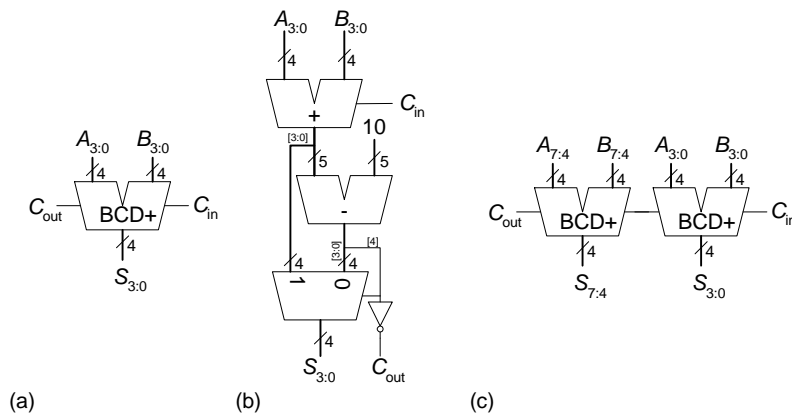 A3:0 B3:0
4 4
Cout BCD+ Cin
4
S3:0
(a)
A3:0 B3:0
4 4
+ Cin
[3:0] 10
5 5
-
[3:0] [4]
4 4
1 0
4
S3:0
Cout
(b)
A7:4 B7:4 A3:0 B3:0
4 4 4 4
Cout BCD+ BCD+ Cin
4 4
S7:4 S3:0
(c)